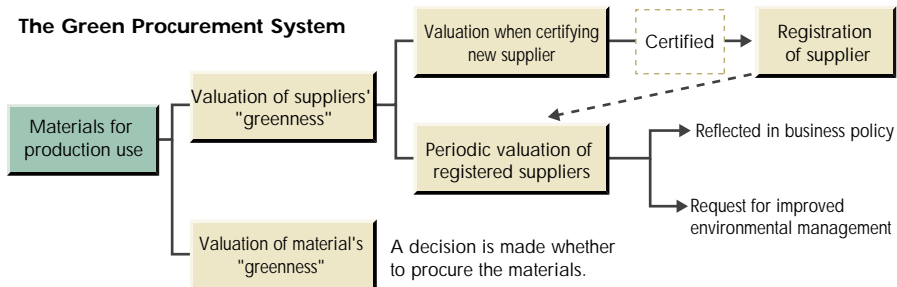 The Green Procurement System
Materials for
production use
Valuation of suppliers'
"greenness"
Valuation when certifying
new supplier
Certified
Registration
of supplier
Periodic valuation of
registered suppliers
Reflected in business policy
Request for improved
environmental management
Valuation of material's
"greenness"
A decision is made whether
to procure the materials.